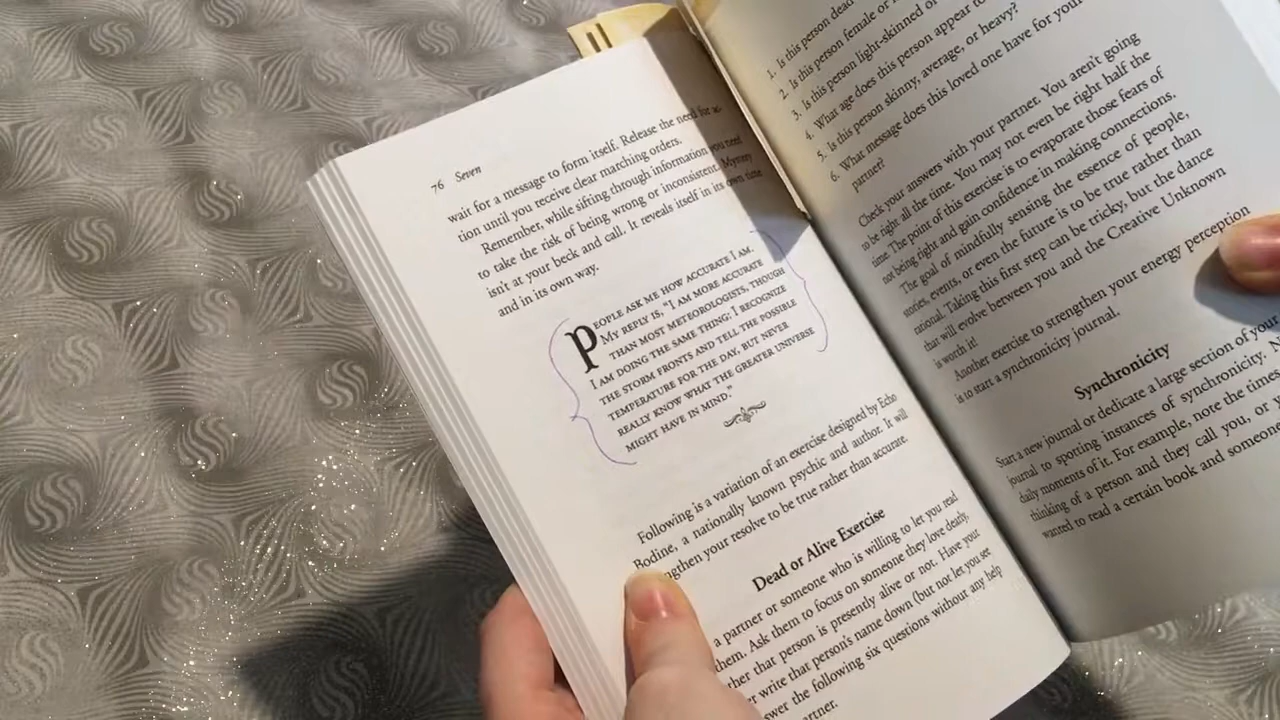 76 Seven
wait for a message to form itself. Release the need for ac-
tion until you receive clear matching orders.
Remember, while sifting through information you need
to take the risk of being wrong or inconsistent. Mystery
isn't at your beck and call. It reveals itself in its own time
and in its own way.
PEOPLE ASK ME HOW ACCURATE I AM.
MY REPLY IS, "I AM MORE ACCURATE
THAN MOST METEOROLOGISTS, THOUGH
I AM DOING THE SAME THING: I RECOGNIZE
THE STORM FRONTS AND TELL THE POSSIBLE
TEMPERATURE FOR THE DAY, BUT NEVER
REALLY KNOW WHAT THE GREATER UNIVERSE
MIGHT HAVE IN MIND."
Following is a variation of an exercise designed by Echo
Bodine, a nationally known psychic and author. It will
gthen your resolve to be true rather than accurate.
Dead or Alive Exercise
a partner or someone who is willing to let you read
them. Ask them to focus on someone they love dearly,
ther that person is presently alive or not. Have your
er write that person's name down (but not let you see
swer the following six questions without any help
artner.
1. Is this person dead
2. Is this person female or
3. Is this person light-skinned or
4. What age does this person appear to
5. Is this person skinny, average, or heavy?
6. What message does this loved one have for your
partner?
Check your answers with your partner. You aren't going
to be right all the time. You may not even be right half the
time. The point of this exercise is to evaporate those fears of
not being right and gain confidence in making connections.
The goal of mindfully sensing the essence of people,
stories, events, or even the future is to be true rather than
rational. Taking this first step can be tricky, but the dance
that will evolve between you and the Creative Unknown
is worth it!
Another exercise to strengthen your energy perception
is to start a synchronicity journal.
Synchronicity
Start a new journal or dedicate a large section of your
journal to spotting instances of synchronicity. N
daily moments of it. For example, note the times
thinking of a person and they call you, or
wanted to read a certain book and someone